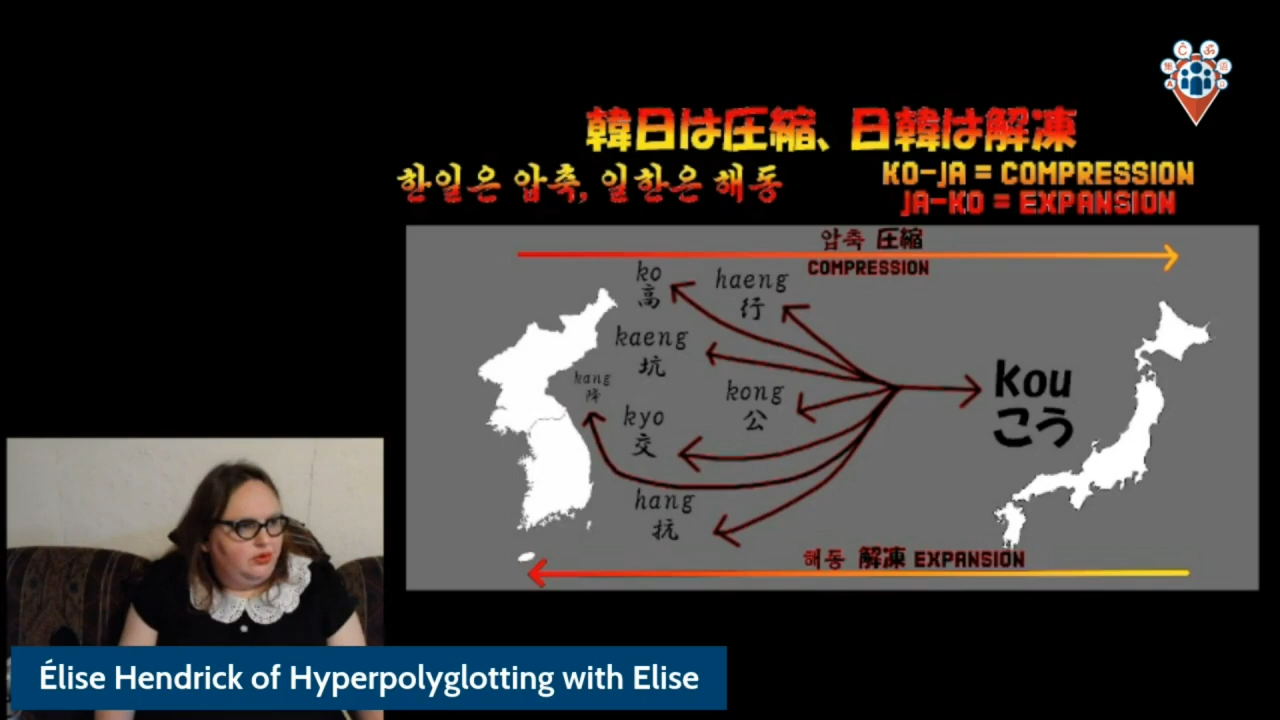 韓日は圧縮、日韓は解凍
한일은 압축, 일한은 해동
KO-JA = COMPRESSION
JA-KO = EXPANSION
압축 圧縮
COMPRESSION
ko
高
haeng
行
kaeng
坑
kang
降
kong
公
kyo
交
hang
抗
kou
こう
해동 解凍 EXPANSION
Élise Hendrick of Hyperpolyglotting with Elise